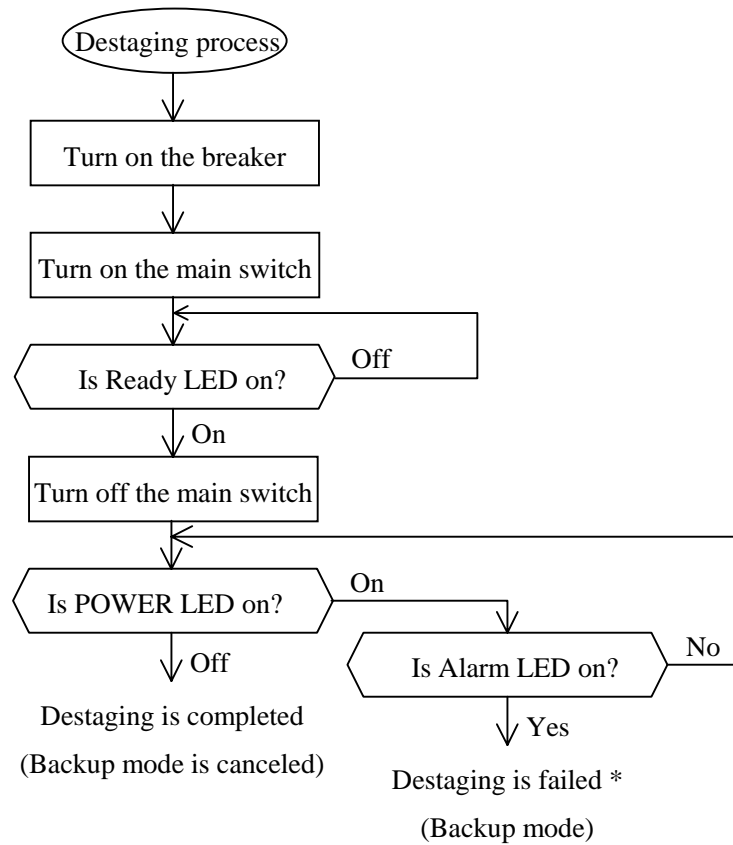 Destaging process
Turn on the breaker
Turn on the main switch
Is Ready LED on?
Off
On
Turn off the main switch
Is POWER LED on?
On
Off
Is Alarm LED on?
No
Yes
Destaging is completed
(Backup mode is canceled)
Destaging is failed *
(Backup mode)